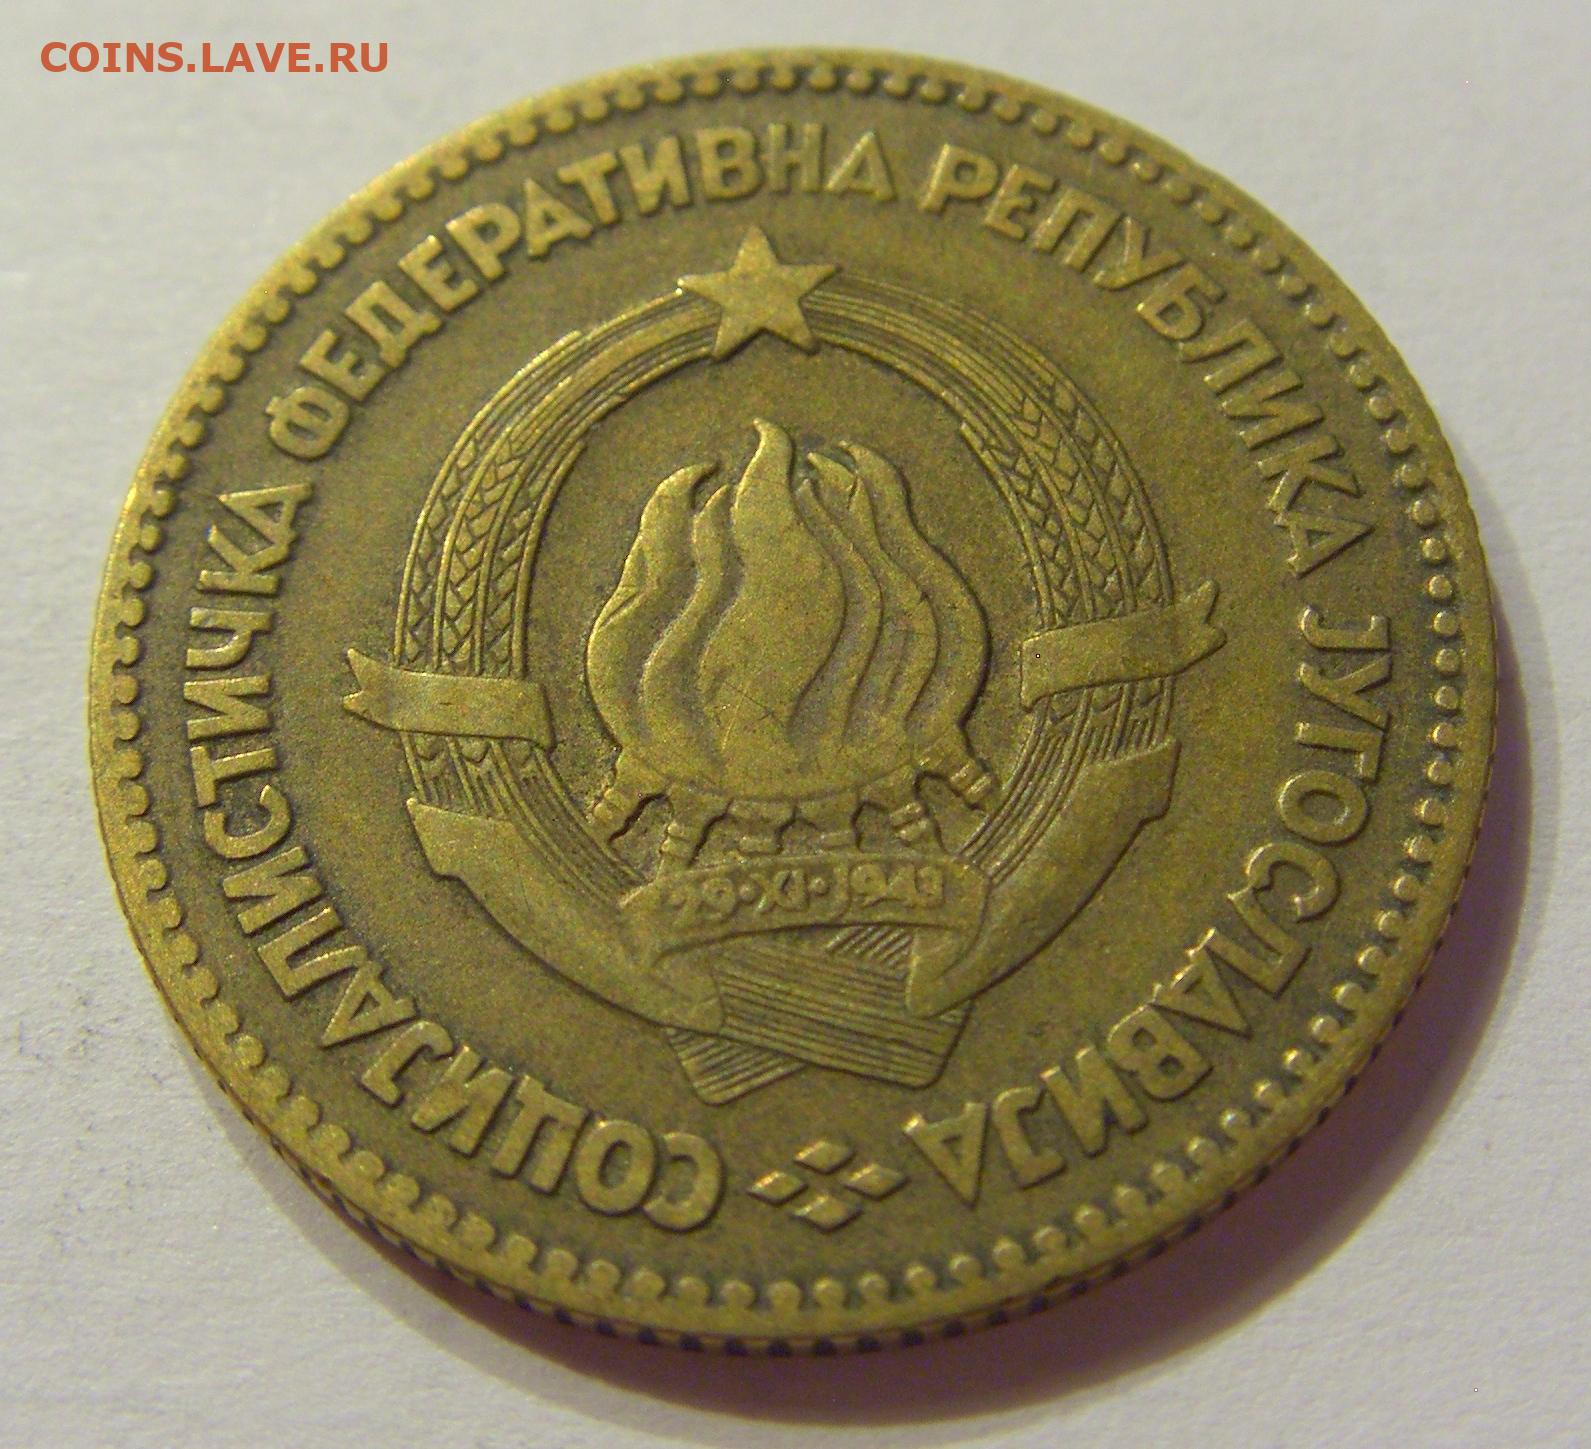 COINS.LAVE.RU
СОЦИЈАЛИСТИЧКА ФЕДЕРАТИВНА РЕПУБЛИКА ЈУГОСЛАВИЈА
29·XI·1943